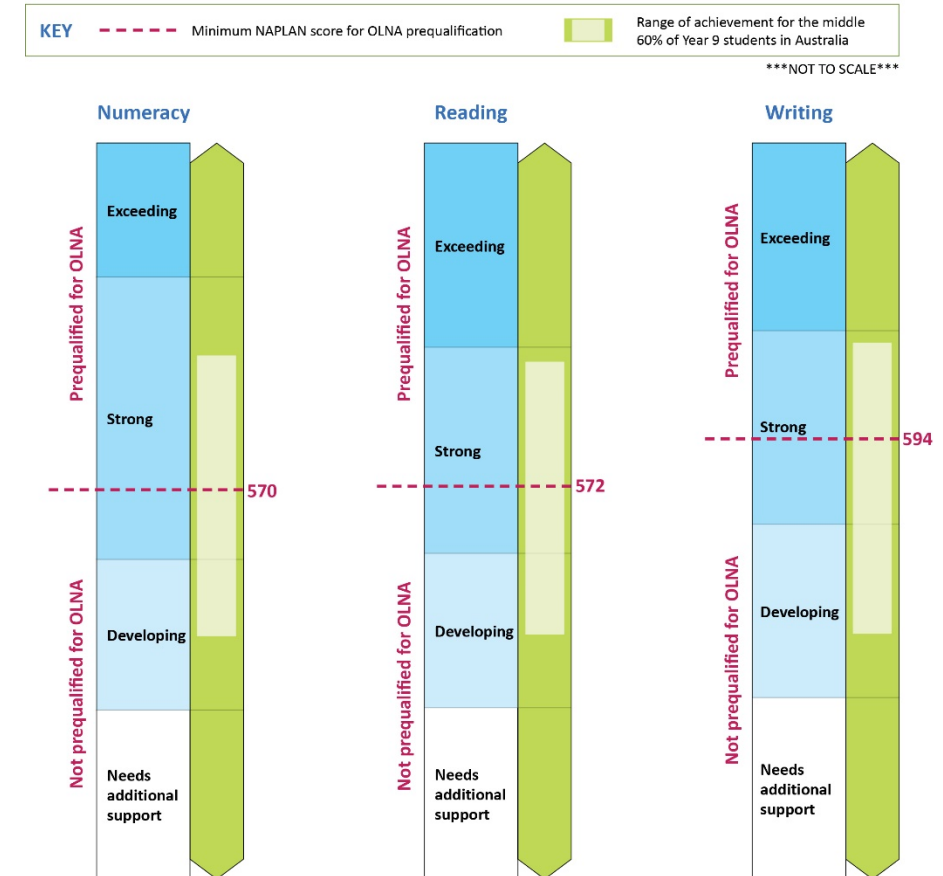 KEY
Minimum NAPLAN score for OLNA prequalification
Range of achievement for the middle
60% of Year 9 students in Australia
***NOT TO SCALE***
Numeracy
Prequalified for OLNA
Not prequalified for OLNA
Exceeding
Strong
570
Developing
Needs
additional
support
Reading
Prequalified for OLNA
Not prequalified for OLNA
Exceeding
Strong
572
Developing
Needs
additional
support
Writing
Prequalified for OLNA
Not prequalified for OLNA
Exceeding
Strong
594
Developing
Needs
additional
support